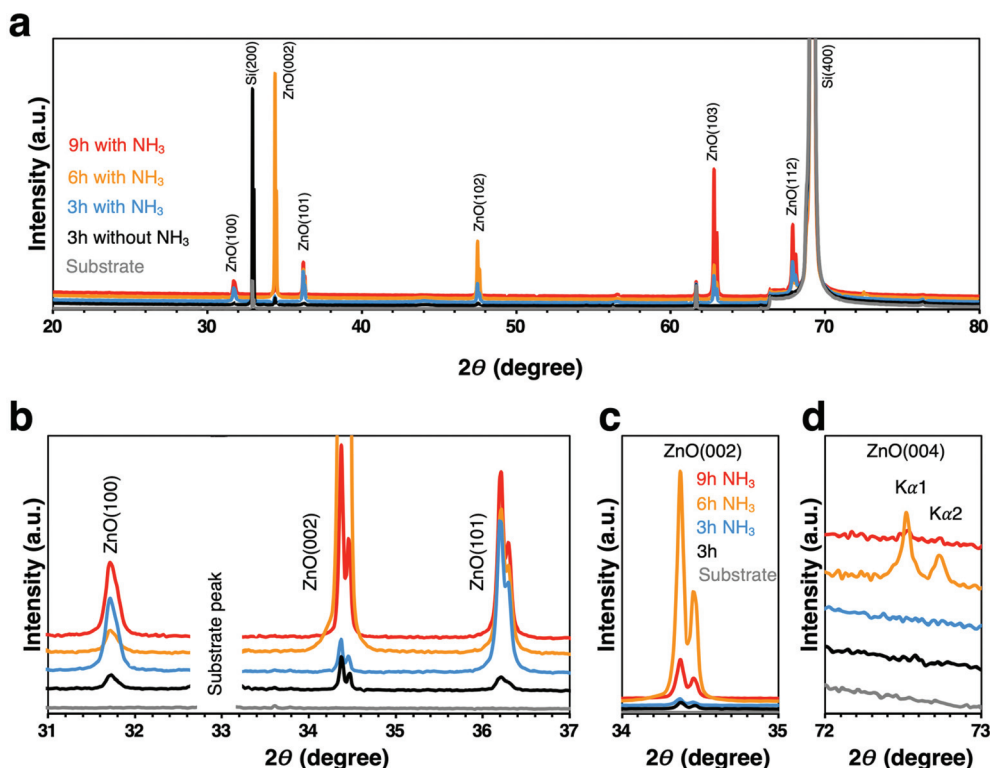 a
Intensity (a.u.)
9h with NH₃
6h with NH₃
3h with NH₃
3h without NH₃
Substrate
ZnO(100)
Si(200)
ZnO(002)
ZnO(101)
ZnO(102)
ZnO(103)
ZnO(112)
Si(400)
20 30 40 50 60 70 80
2θ (degree)
b
Intensity (a.u.)
ZnO(100)
Substrate peak
ZnO(002)
ZnO(101)
31 32 33 34 35 36 37
2θ (degree)
c
Intensity (a.u.)
ZnO(002)
9h NH₃
6h NH₃
3h NH₃
3h
Substrate
34 35
2θ (degree)
d
Intensity (a.u.)
ZnO(004)
Kα1
Kα2
72 73
2θ (degree)